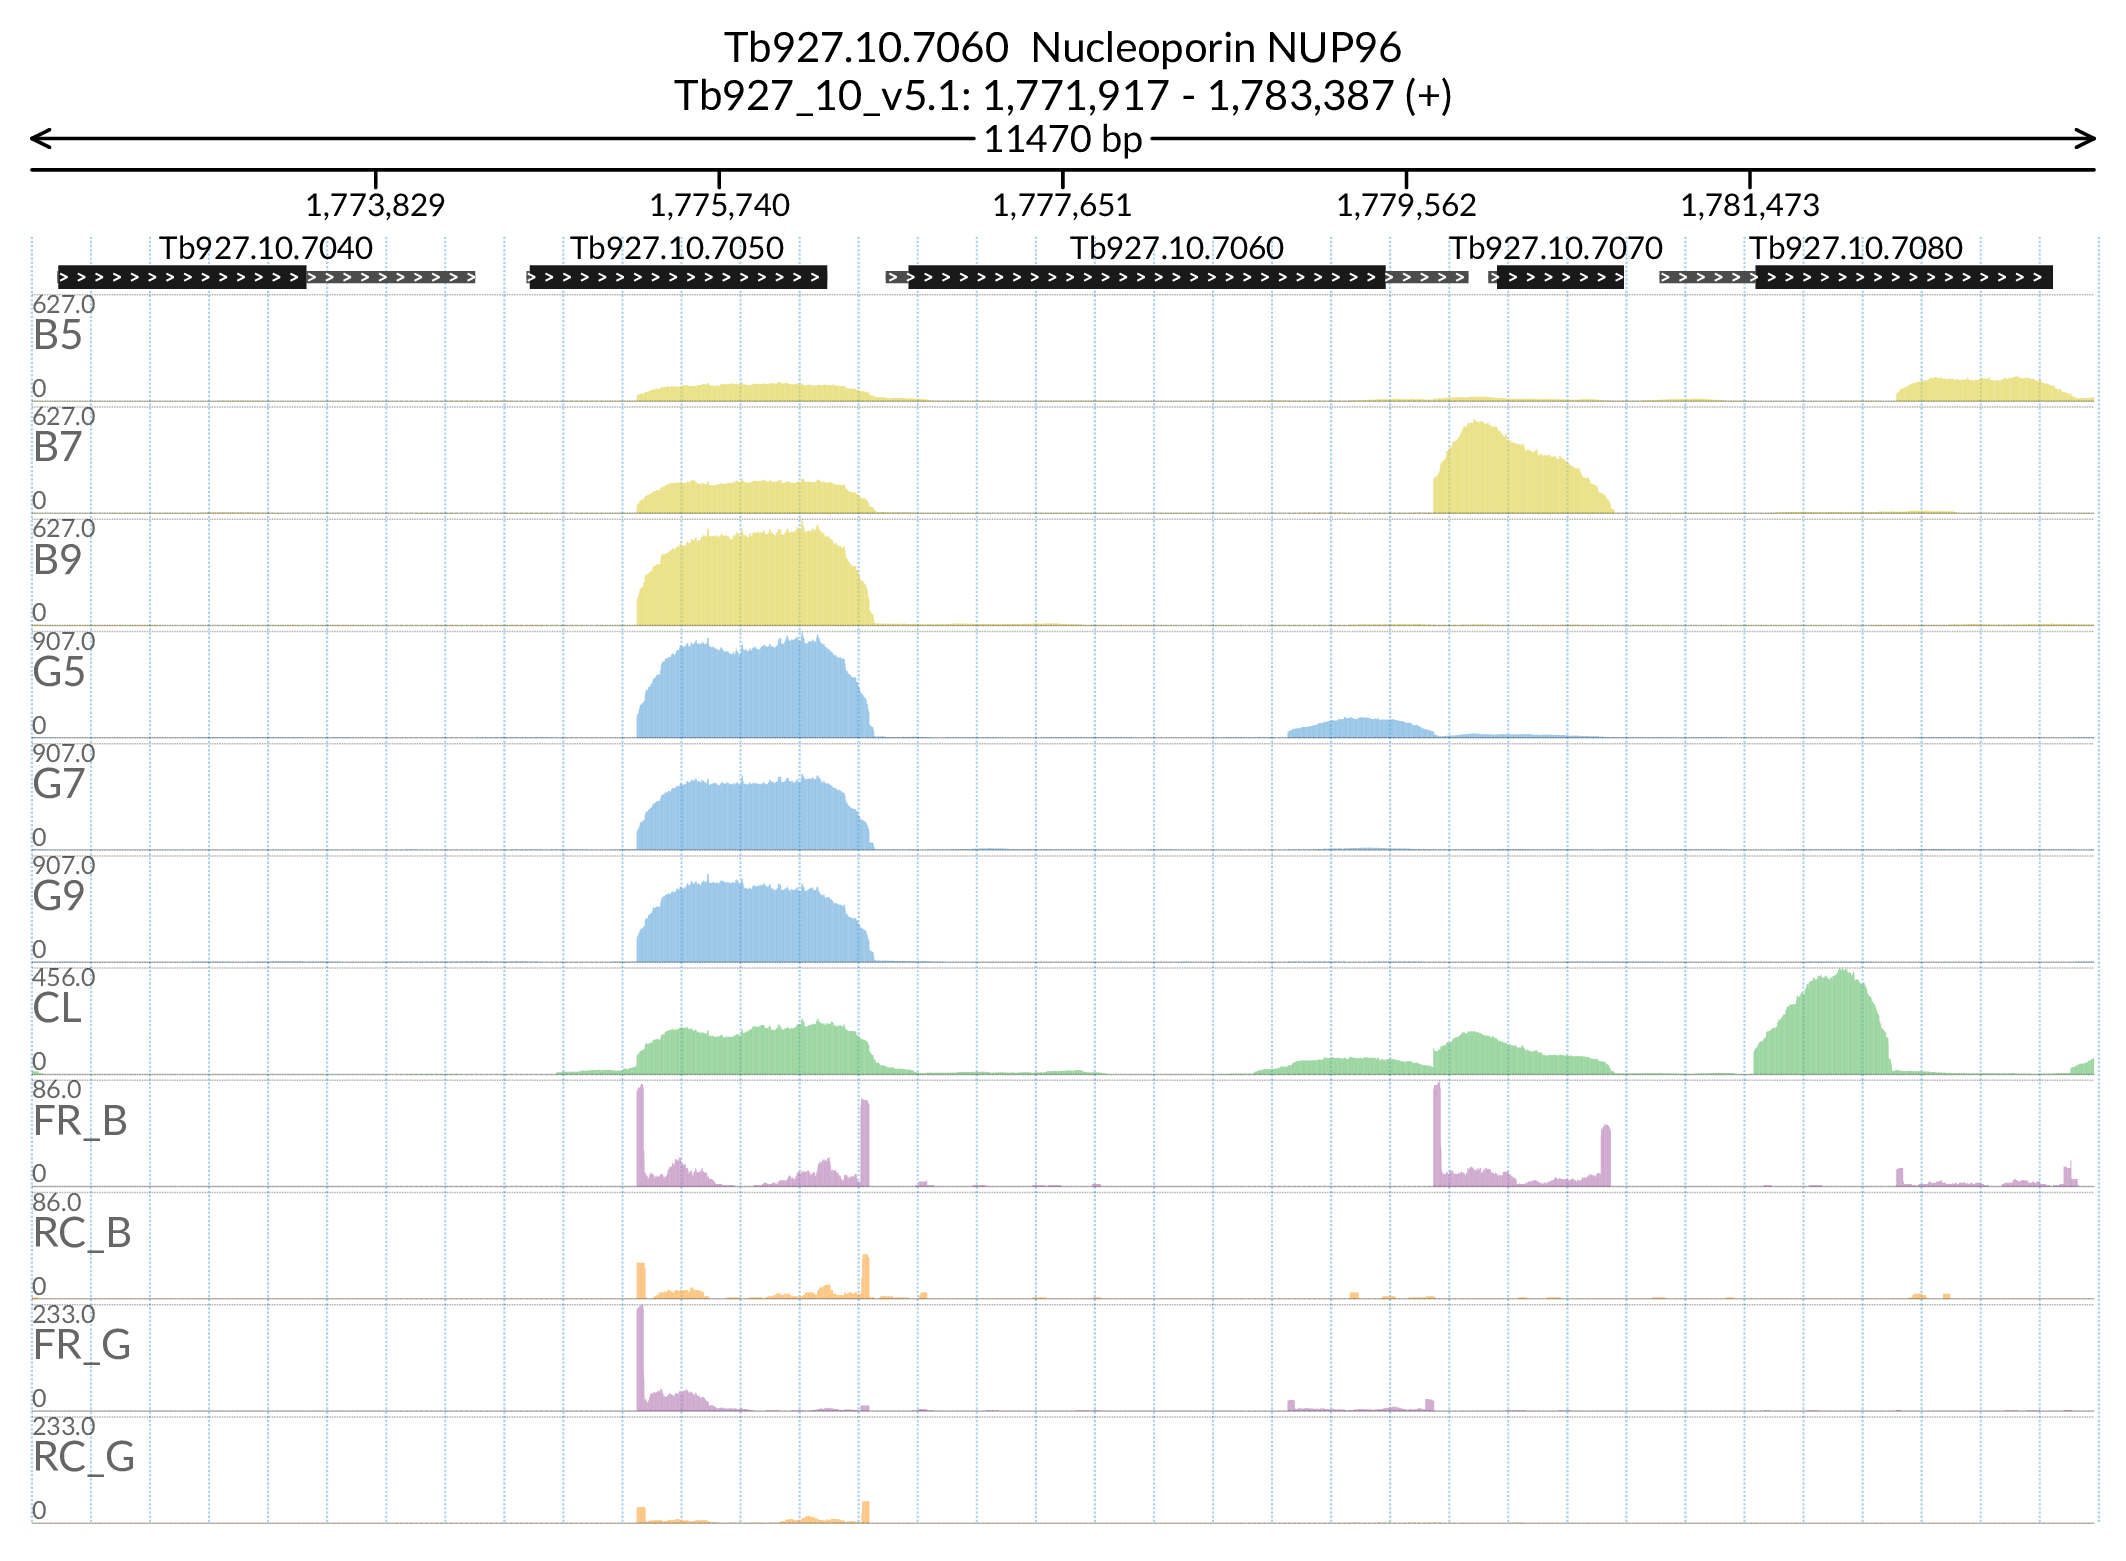 Tb927.10.7060  Nucleoporin NUP96
Tb927_10_v5.1: 1,771,917 - 1,783,387 (+)
11470 bp
1,773,829 1,775,740 1,777,651 1,779,562 1,781,473
Tb927.10.7040 Tb927.10.7050 Tb927.10.7060 Tb927.10.7070 Tb927.10.7080
627.0
B5
0
627.0
B7
0
627.0
B9
0
907.0
G5
0
907.0
G7
0
907.0
G9
0
456.0
CL
0
86.0
FR_B
0
86.0
RC_B
0
233.0
FR_G
0
233.0
RC_G
0